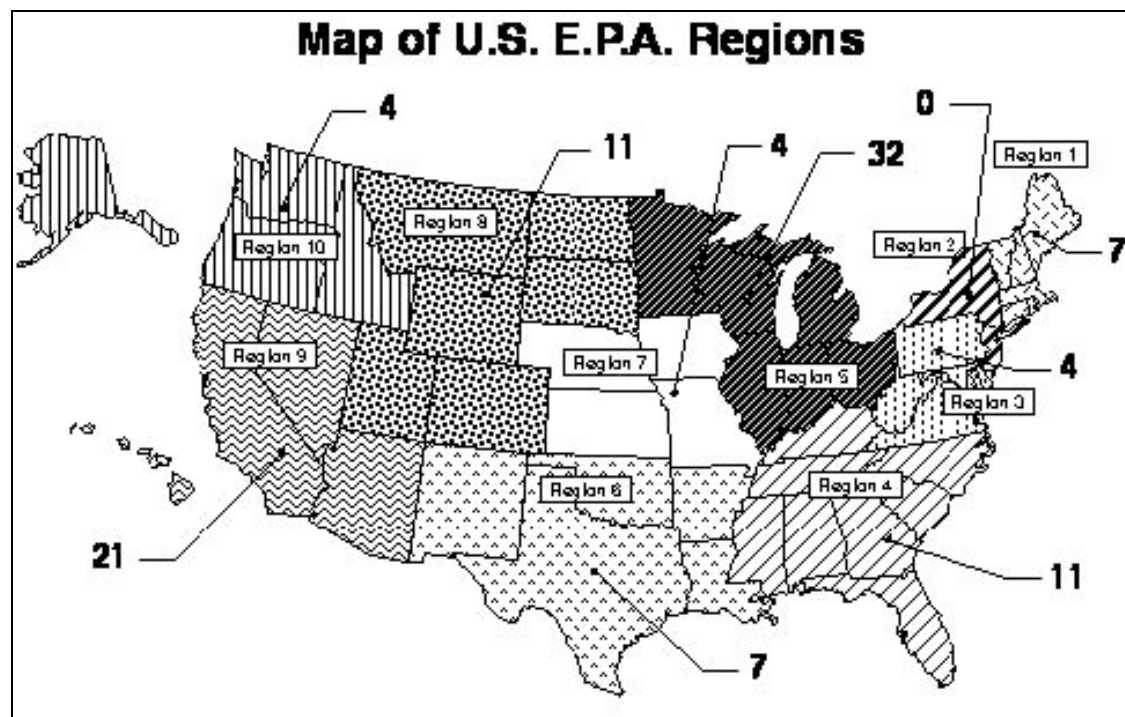 Map of U.S. E.P.A. Regions
0
4
11
4
32
Region 1
Region 8
Region 10
Region 2
7
Region 9
Region 7
Region 5
4
Region 3
Region 6
Region 4
21
11
7